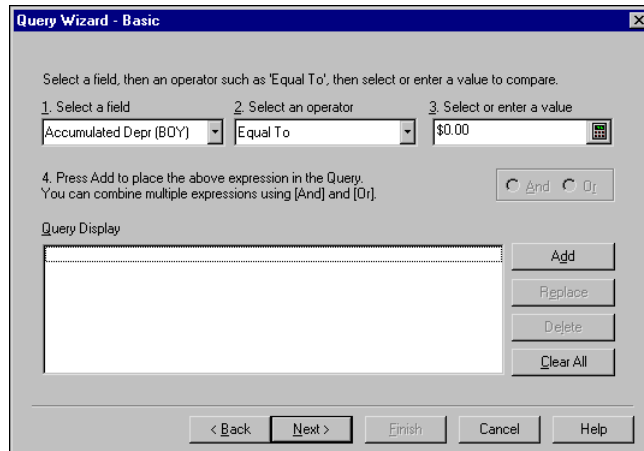 Query Wizard - Basic
Select a field, then an operator such as 'Equal To', then select or enter a value to compare.
1. Select a field
2. Select an operator
3. Select or enter a value
Accumulated Depr (BOY)
Equal To
$0.00
4. Press Add to place the above expression in the Query.
You can combine multiple expressions using [And] and [Or].
And
Or
Query Display
Add
Replace
Delete
Clear All
< Back
Next >
Finish
Cancel
Help